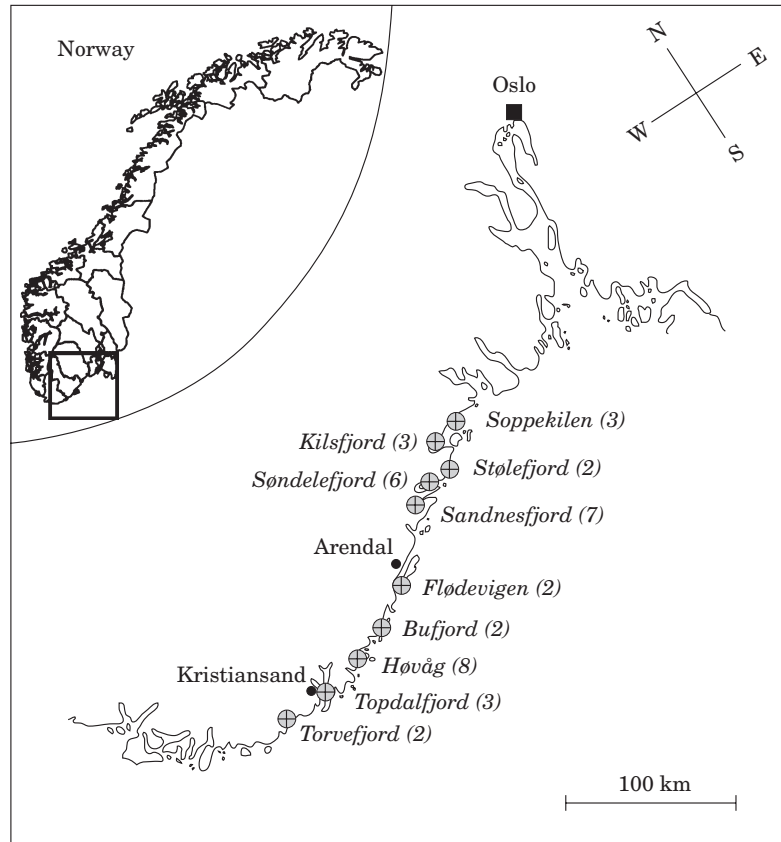 Norway
N
E
W
S
Oslo
Soppekilen (3)
Kilsfjord (3)
Stølefjord (2)
Søndelefjord (6)
Sandnesfjord (7)
Arendal
Flødevigen (2)
Bufjord (2)
Høvåg (8)
Kristiansand
Topdalfjord (3)
Torvefjord (2)
100 km